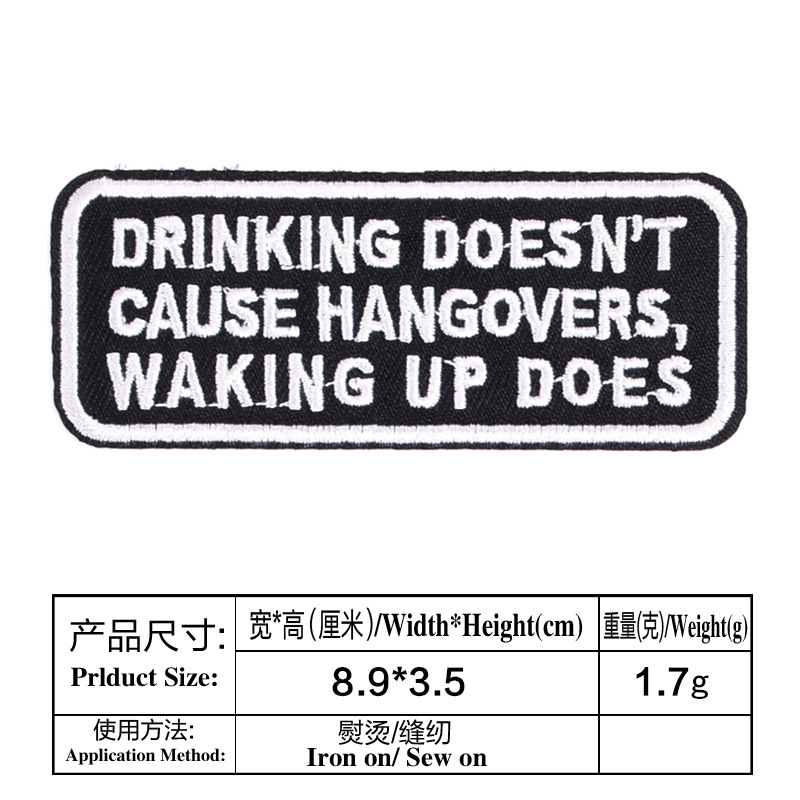 DRINKING DOESN'T
CAUSE HANGOVERS,
WAKING UP DOES
产品尺寸:
Prlduct Size:
宽*高(厘米)/Width*Height(cm)
重量(克)/Weight(g)
8.9*3.5
1.7g
使用方法:
Application Method:
熨烫/缝纫
Iron on/ Sew on